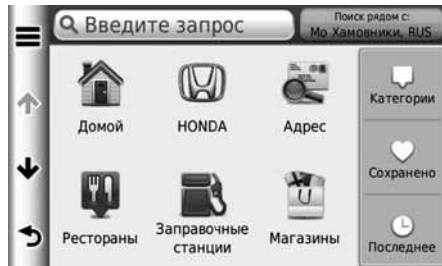 Введите запрос
Поиск рядом с:
Мо Хамовники, RUS
Домой
HONDA
Адрес
Категории
Сохранено
Рестораны
Заправочные
станции
Магазины
Последнее